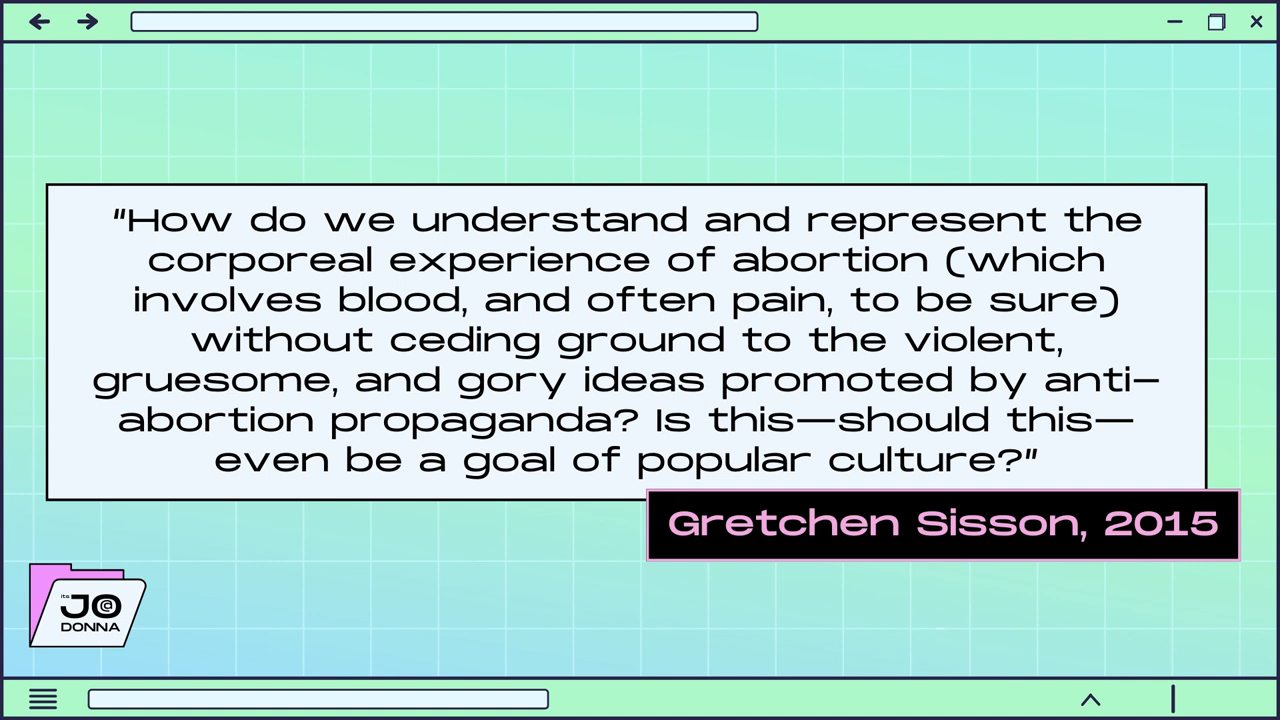 "How do we understand and represent the
corporeal experience of abortion (which
involves blood, and often pain, to be sure)
without ceding ground to the violent,
gruesome, and gory ideas promoted by anti-
abortion propaganda? Is this—should this—
even be a goal of popular culture?"
Gretchen Sisson, 2015
its
JO
DONNA